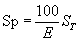 Sp = 100/E S_T